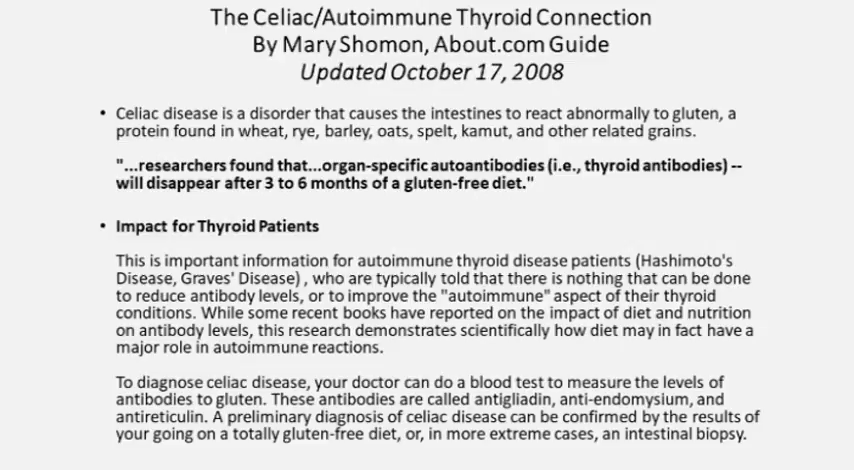 The Celiac/Autoimmune Thyroid Connection
By Mary Shomon, About.com Guide
Updated October 17, 2008
• Celiac disease is a disorder that causes the intestines to react abnormally to gluten, a
protein found in wheat, rye, barley, oats, spelt, kamut, and other related grains.
"...researchers found that...organ-specific autoantibodies (i.e., thyroid antibodies) --
will disappear after 3 to 6 months of a gluten-free diet."
• Impact for Thyroid Patients
This is important information for autoimmune thyroid disease patients (Hashimoto's
Disease, Graves' Disease) , who are typically told that there is nothing that can be done
to reduce antibody levels, or to improve the "autoimmune" aspect of their thyroid
conditions. While some recent books have reported on the impact of diet and nutrition
on antibody levels, this research demonstrates scientifically how diet may in fact have a
major role in autoimmune reactions.
To diagnose celiac disease, your doctor can do a blood test to measure the levels of
antibodies to gluten. These antibodies are called antigliadin, anti-endomysium, and
antireticulin. A preliminary diagnosis of celiac disease can be confirmed by the results of
your going on a totally gluten-free diet, or, in more extreme cases, an intestinal biopsy.